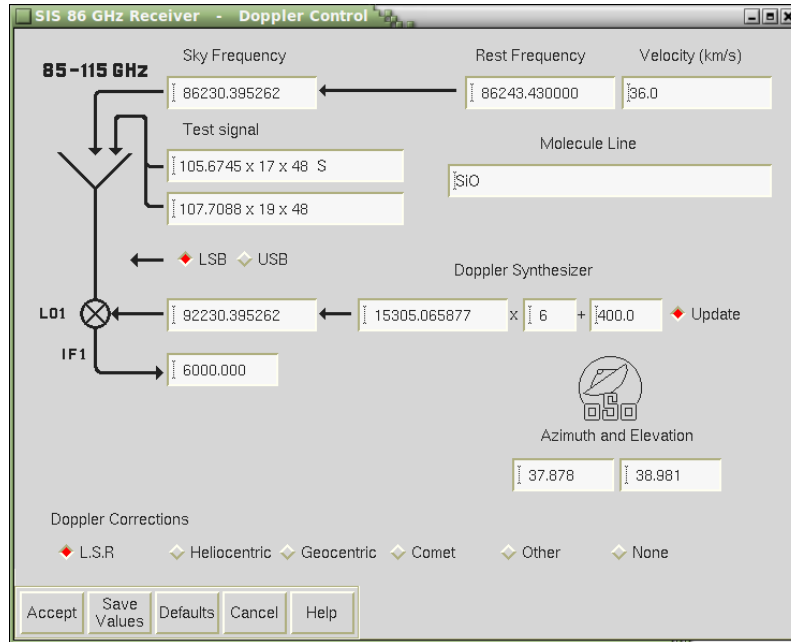 SIS 86 GHz Receiver - Doppler Control
85-115 GHz
Sky Frequency
Rest Frequency
Velocity (km/s)
86230.395262
86243.430000
36.0
Test signal
Molecule Line
105.6745 x 17 x 48 S
SiO
107.7088 x 19 x 48
LSB
USB
Doppler Synthesizer
LO1
92230.395262
15305.065877 x 6 + 400.0
Update
IF1
6000.000
OSO
Azimuth and Elevation
37.878
38.981
Doppler Corrections
L.S.R
Heliocentric
Geocentric
Comet
Other
None
Accept
Save
Values
Defaults
Cancel
Help